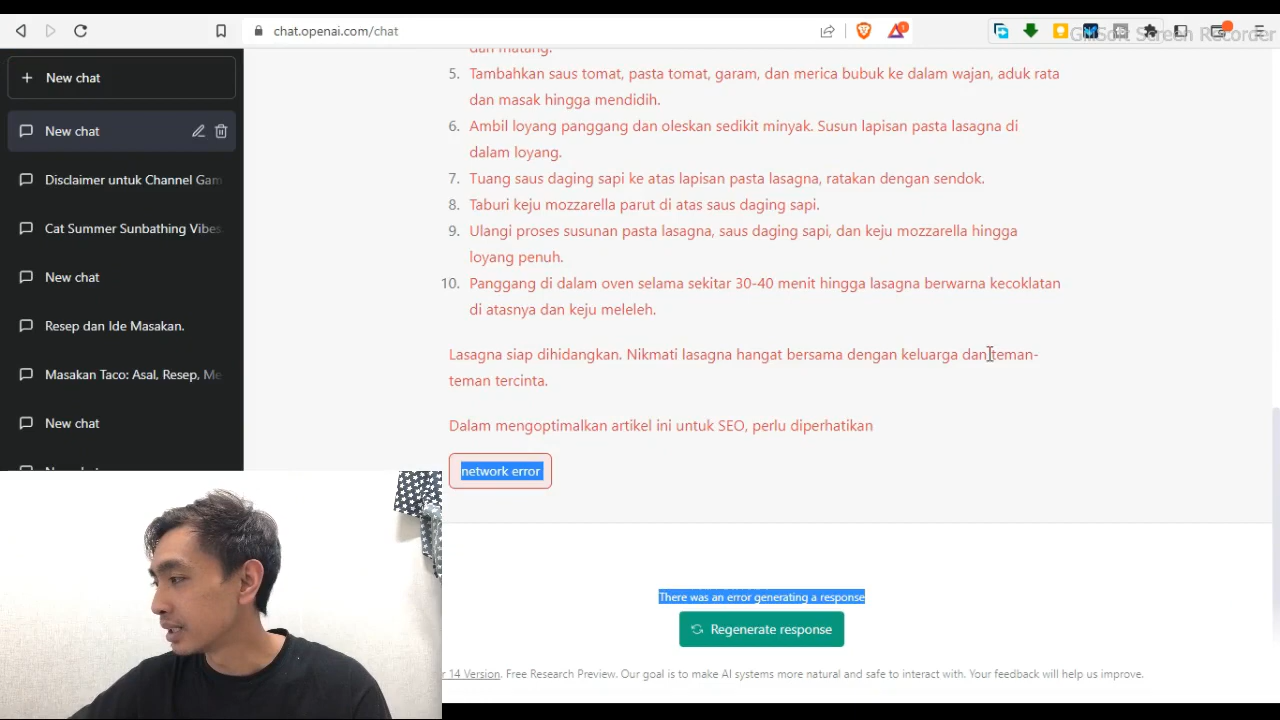 chat.openai.com/chat
1
GiliSoft Screen Recorder
New chat
New chat
Disclaimer untuk Channel Gam
Cat Summer Sunbathing Vibes
New chat
Resep dan Ide Masakan.
Masakan Taco: Asal, Resep, Me
New chat
dan matang.
5. Tambahkan saus tomat, pasta tomat, garam, dan merica bubuk ke dalam wajan, aduk rata
dan masak hingga mendidih.
6. Ambil loyang panggang dan oleskan sedikit minyak. Susun lapisan pasta lasagna di
dalam loyang.
7. Tuang saus daging sapi ke atas lapisan pasta lasagna, ratakan dengan sendok.
8. Taburi keju mozzarella parut di atas saus daging sapi.
9. Ulangi proses susunan pasta lasagna, saus daging sapi, dan keju mozzarella hingga
loyang penuh.
10. Panggang di dalam oven selama sekitar 30-40 menit hingga lasagna berwarna kecoklatan
di atasnya dan keju meleleh.
Lasagna siap dihidangkan. Nikmati lasagna hangat bersama dengan keluarga dan teman-
teman tercinta.
Dalam mengoptimalkan artikel ini untuk SEO, perlu diperhatikan
network error
There was an error generating a response
Regenerate response
r 14 Version. Free Research Preview. Our goal is to make AI systems more natural and safe to interact with. Your feedback will help us improve.